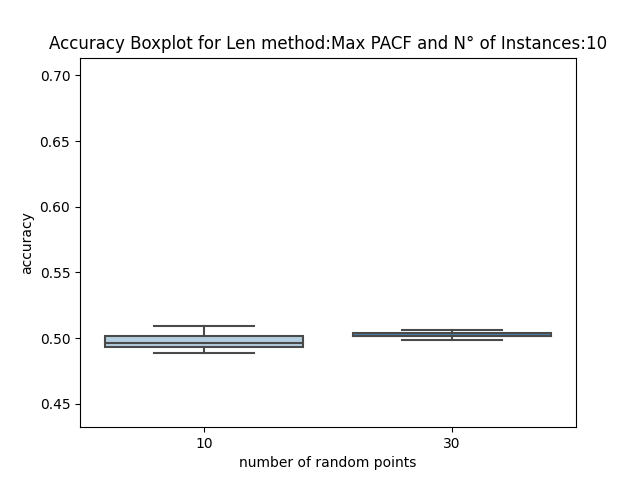 Accuracy Boxplot for Len method:Max PACF and N° of Instances:10
0.70
0.65
0.60
0.55
0.50
0.45
accuracy
10 30
number of random points